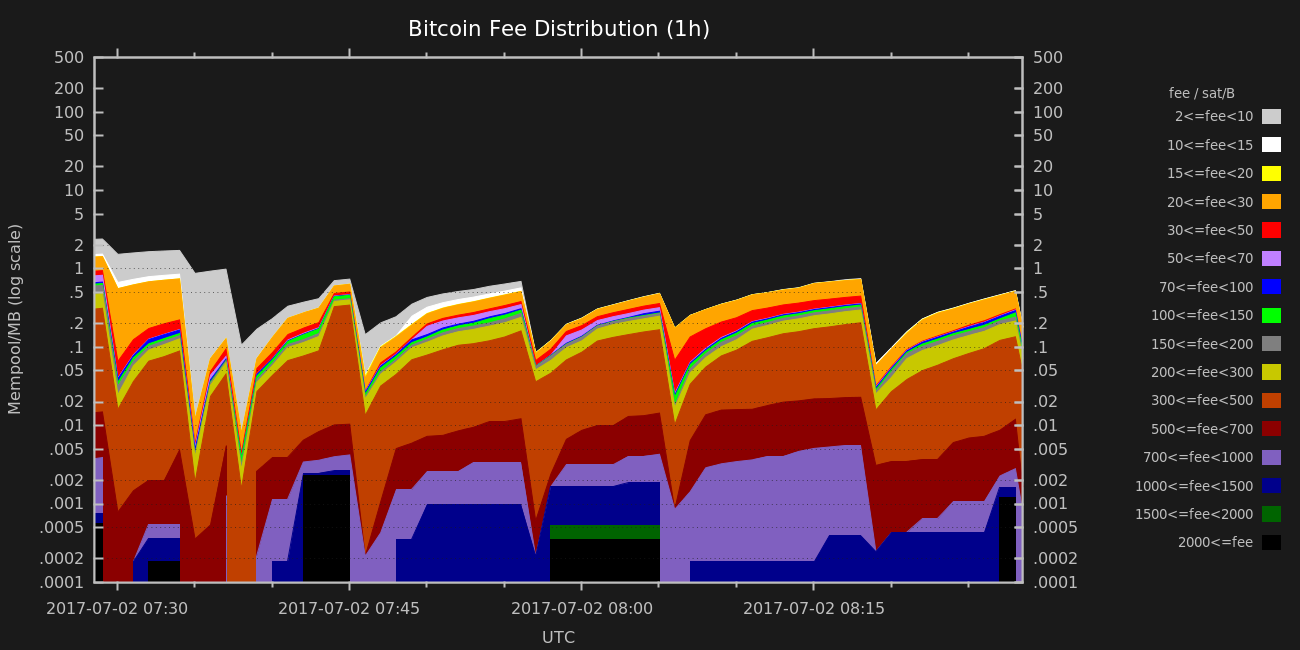 Bitcoin Fee Distribution (1h)
Mempool/MB (log scale)
500
200
100
50
20
10
5
2
1
.5
.2
.1
.05
.02
.01
.005
.002
.001
.0005
.0002
.0001
500
200
100
50
20
10
5
2
1
.5
.2
.1
.05
.02
.01
.005
.002
.001
.0005
.0002
.0001
2017-07-02 07:30
2017-07-02 07:45
2017-07-02 08:00
2017-07-02 08:15
UTC
fee / sat/B
2<=fee<10
10<=fee<15
15<=fee<20
20<=fee<30
30<=fee<50
50<=fee<70
70<=fee<100
100<=fee<150
150<=fee<200
200<=fee<300
300<=fee<500
500<=fee<700
700<=fee<1000
1000<=fee<1500
1500<=fee<2000
2000<=fee